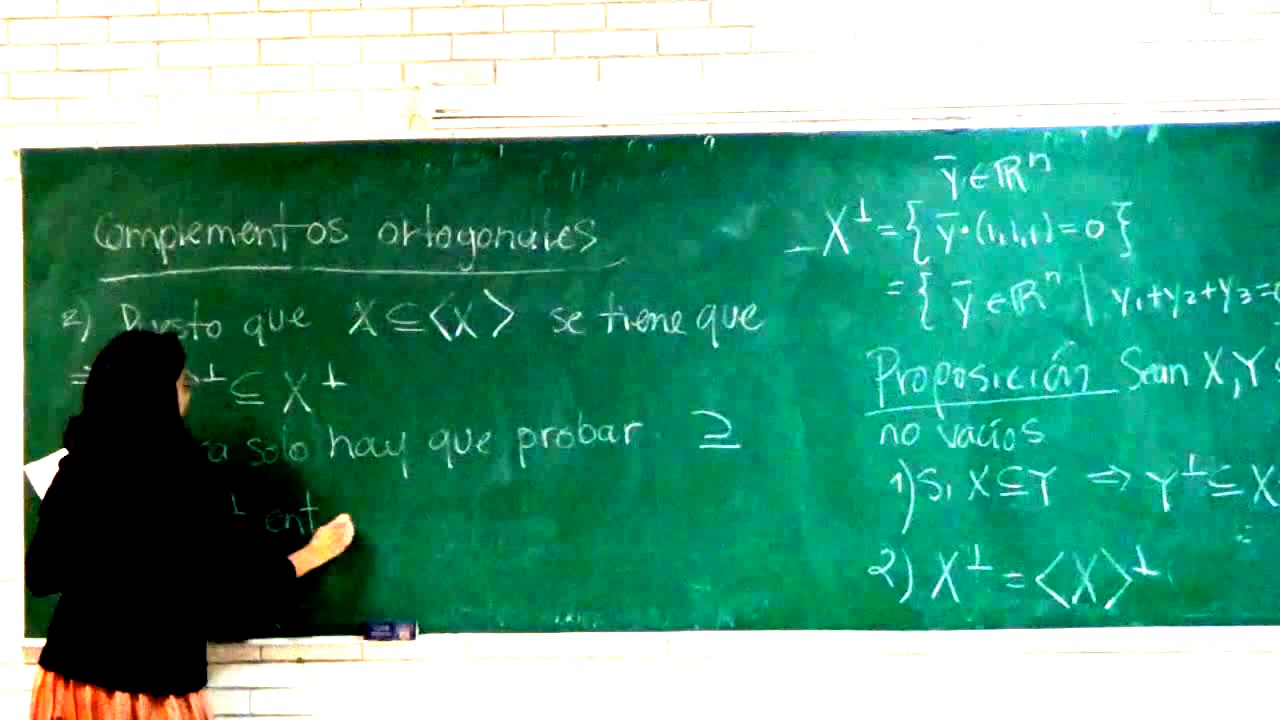 Complementos ortogonales
2) Puesto que X ⊆ ⟨X⟩ se tiene que
⊥ ⊆ X⊥
solo hay que probar ⊇
⊥ ent
ȳ ∈ ℝⁿ
X⊥ = { ȳ·(1,1,1) = 0 }
= { ȳ ∈ ℝⁿ | y₁+y₂+y₃=
Proposición Sean X, Y
no vacíos
1) Si X ⊆ Y ⇒ Y⊥ ⊆ X
2) X⊥ = ⟨X⟩⊥